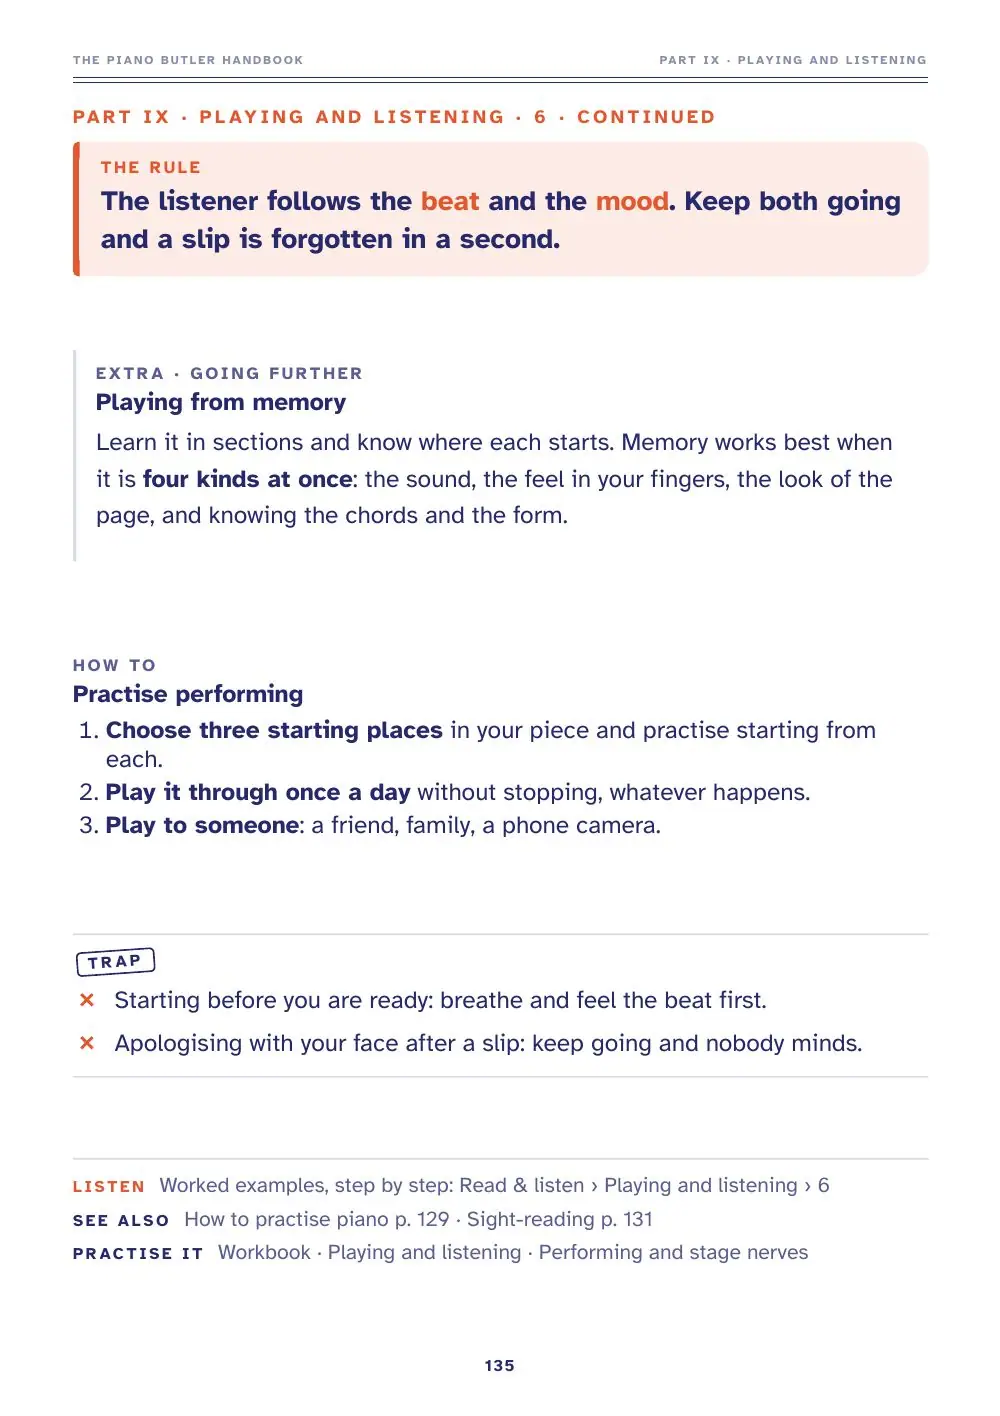 THE PIANO BUTLER HANDBOOK
PART IX · PLAYING AND LISTENING
PART IX · PLAYING AND LISTENING · 6 · CONTINUED
THE RULE
The listener follows the beat and the mood. Keep both going
and a slip is forgotten in a second.
EXTRA · GOING FURTHER
Playing from memory
Learn it in sections and know where each starts. Memory works best when
it is four kinds at once: the sound, the feel in your fingers, the look of the
page, and knowing the chords and the form.
HOW TO
Practise performing
1. Choose three starting places in your piece and practise starting from
each.
2. Play it through once a day without stopping, whatever happens.
3. Play to someone: a friend, family, a phone camera.
TRAP
× Starting before you are ready: breathe and feel the beat first.
× Apologising with your face after a slip: keep going and nobody minds.
LISTEN Worked examples, step by step: Read & listen › Playing and listening › 6
SEE ALSO How to practise piano p. 129 · Sight-reading p. 131
PRACTISE IT Workbook · Playing and listening · Performing and stage nerves
135